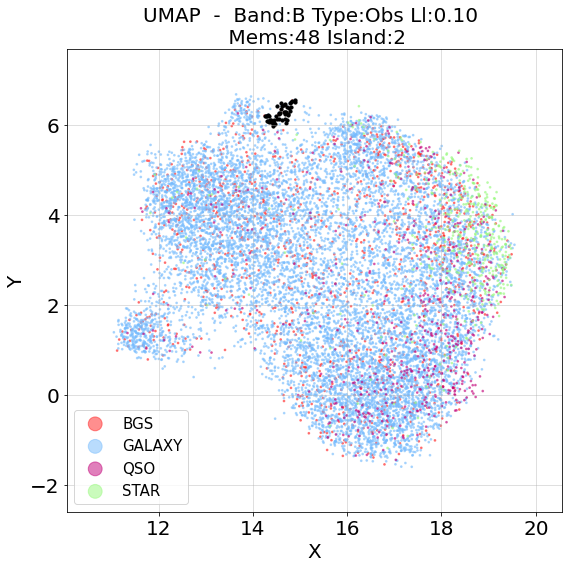 UMAP  -  Band:B Type:Obs Ll:0.10
Mems:48 Island:2
Y
6
4
2
0
−2
BGS
GALAXY
QSO
STAR
12 14 16 18 20
X